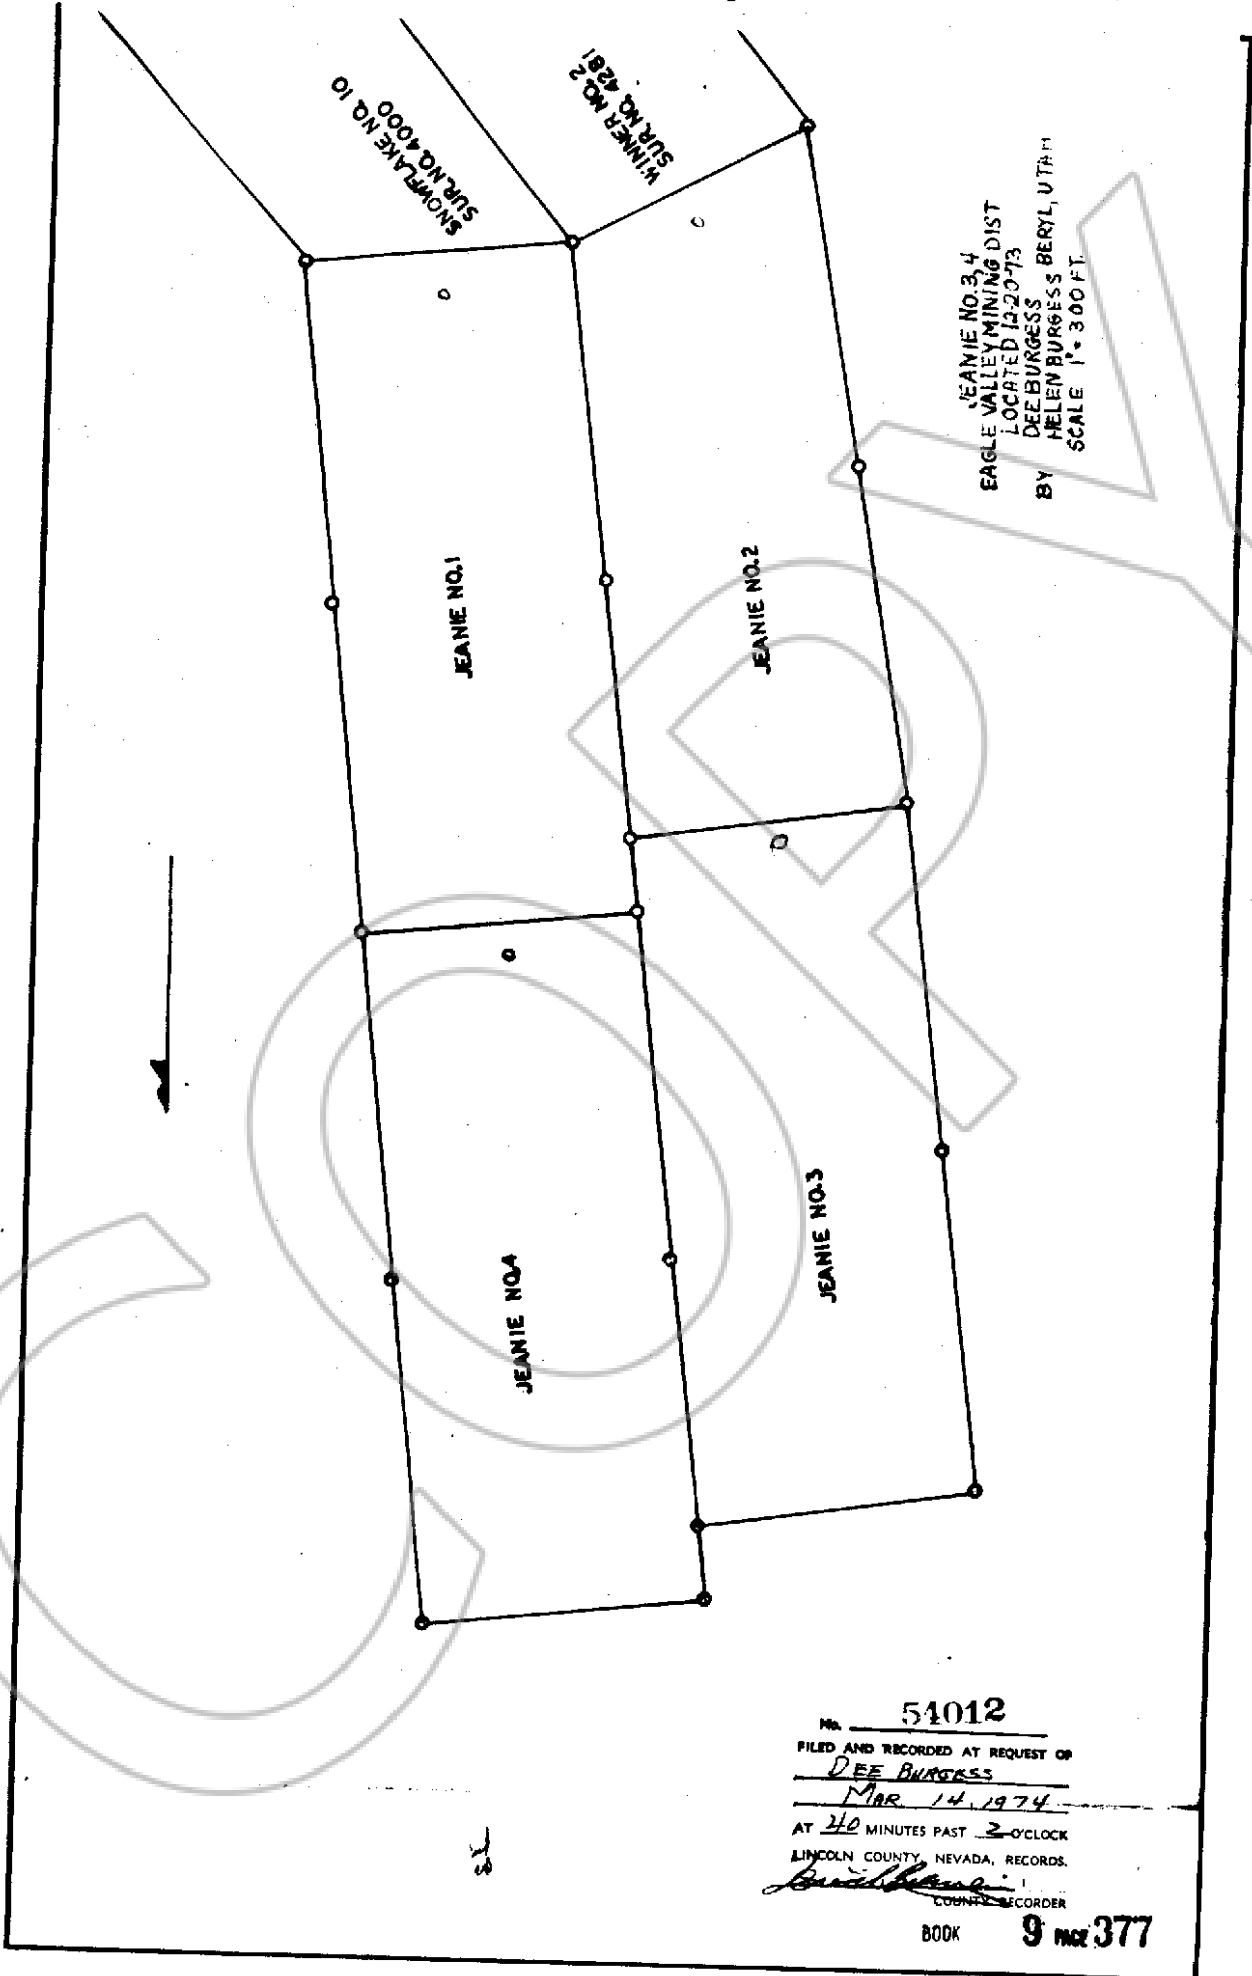 SNOWFLAKE NO. 10
SUR. NO. 4000
WINNER NO. 2
SUR. NO. 4281
JEANIE NO. 3, 4
EAGLE VALLEY MINING DIST
LOCATED 12-20-73
DEE BURGESS
BY HELEN BURGESS BERYL, UTAH
SCALE 1" = 300 FT.
JEANIE NO. 1
JEANIE NO. 2
JEANIE NO. 4
JEANIE NO. 3
COPY
No. 54012
FILED AND RECORDED AT REQUEST OF
DEE BURGESS
MAR 14, 1974
AT 40 MINUTES PAST 2 O'CLOCK
LINCOLN COUNTY, NEVADA, RECORDS.
COUNTY RECORDER
BOOK 9 PAGE 377